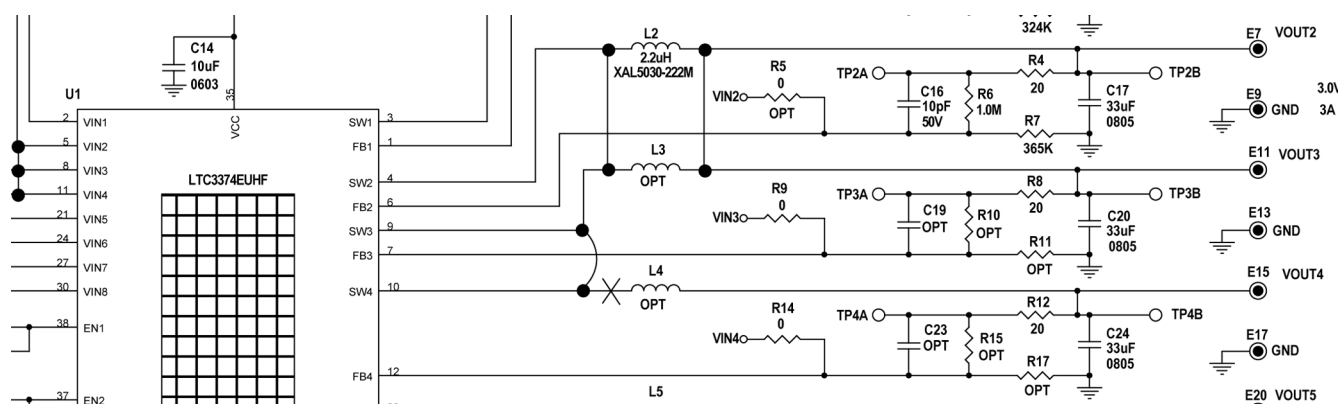 324K
C14
10uF
0603
35
L2
2.2uH
XAL5030-222M
E7 VOUT2
U1
R5
0
VIN2
OPT
TP2A
C16
10pF
50V
R6
1.0M
R4
20
TP2B
C17
33uF
0805
E9
GND
3.0V
3A
R7
365K
2 VIN1
VCC
SW1 3
5 VIN2
FB1 1
8 VIN3
LTC3374EUHF
SW2 4
11 VIN4
FB2 6
21 VIN5
SW3 9
24 VIN6
FB3 7
27 VIN7
30 VIN8
SW4 10
38 EN1
FB4 12
37 EN2
L3
OPT
E11 VOUT3
R9
0
VIN3
TP3A
C19
OPT
R10
OPT
R8
20
TP3B
C20
33uF
0805
E13
GND
R11
OPT
L4
OPT
E15 VOUT4
R14
0
VIN4
TP4A
C23
OPT
R15
OPT
R12
20
TP4B
C24
33uF
0805
E17
GND
R17
OPT
L5
E20 VOUT5